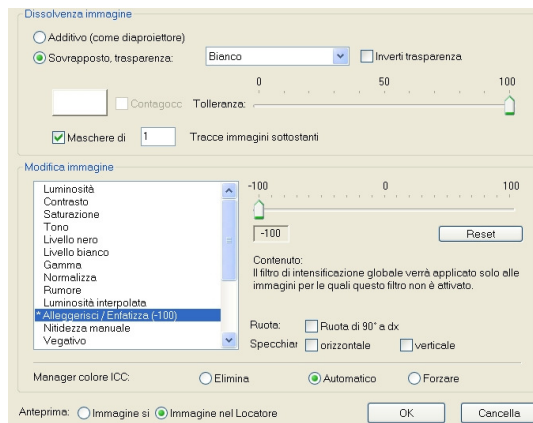 Dissolvenza immagine
Additivo (come diaproiettore)
Sovrapposto, trasparenza: Bianco Inverti trasparenza
0 50 100
Contagocc Tolleranza:
Maschere di 1 Tracce immagini sottostanti
Modifica immagine
Luminosità
Contrasto
Saturazione
Tono
Livello nero
Livello bianco
Gamma
Normalizza
Rumore
Luminosità interpolata
* Alleggerisci / Enfatizza (-100)
Nitidezza manuale
Vegativo
-100 0 100
-100 Reset
Contenuto:
Il filtro di intensificazione globale verrà applicato solo alle
immagini per le quali questo filtro non è attivato.
Ruota: Ruota di 90° a dx
Specchiar orizzontale verticale
Manager colore ICC: Elimina Automatico Forzare
Anteprima: Immagine si Immagine nel Locatore OK Cancella